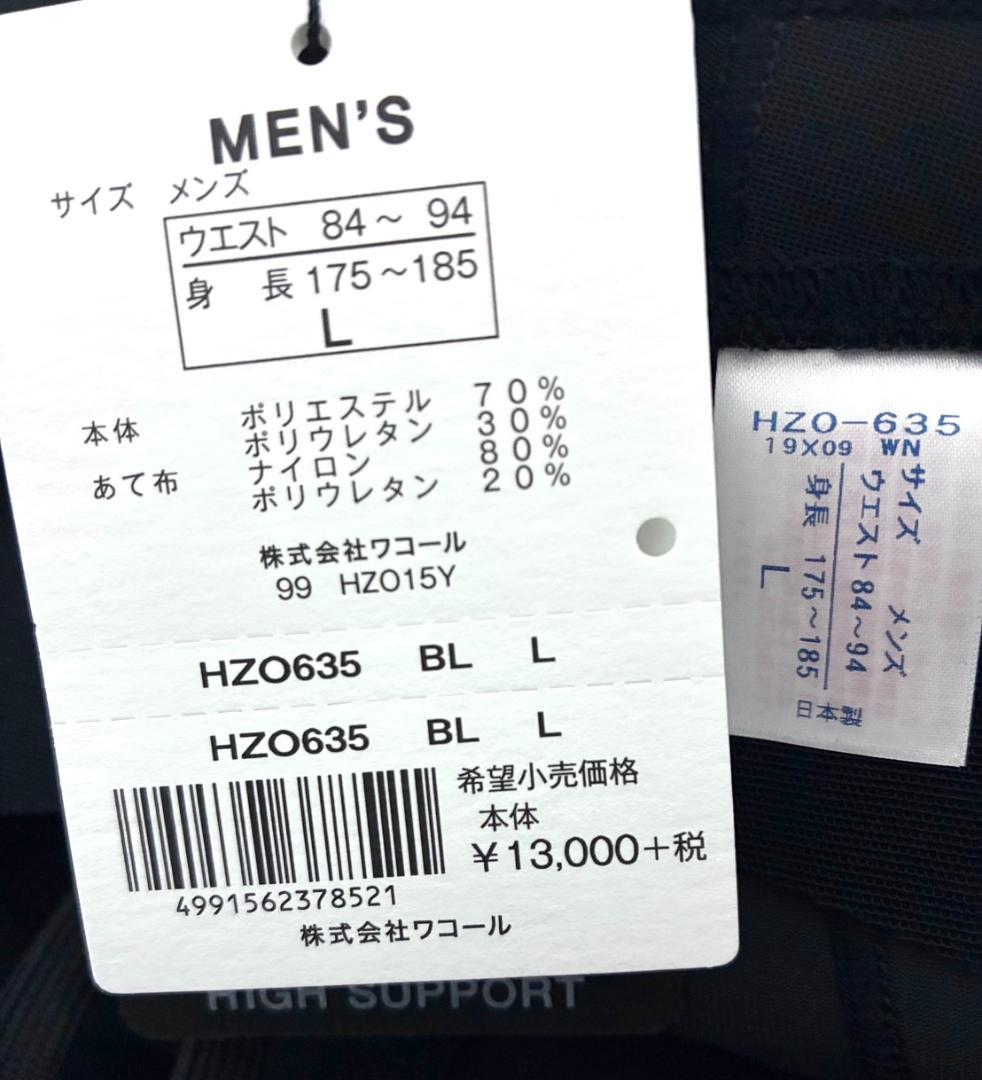 MEN'S
サイズ メンズ
ウエスト 84～ 94
身 長 175～185
L
本体 ポリエステル 70%
ポリウレタン 30%
あて布 ナイロン 80%
ポリウレタン 20%
株式会社ワコール
99 HZO15Y
HZO635 BL L
HZO635 BL L
希望小売価格
本体
¥13,000+税
4991562378521
株式会社ワコール
HIGH SUPPORT
HZO-635
19X09 WN
サイズ メンズ
ウエスト 84～94
身長 175～185
L
日本製